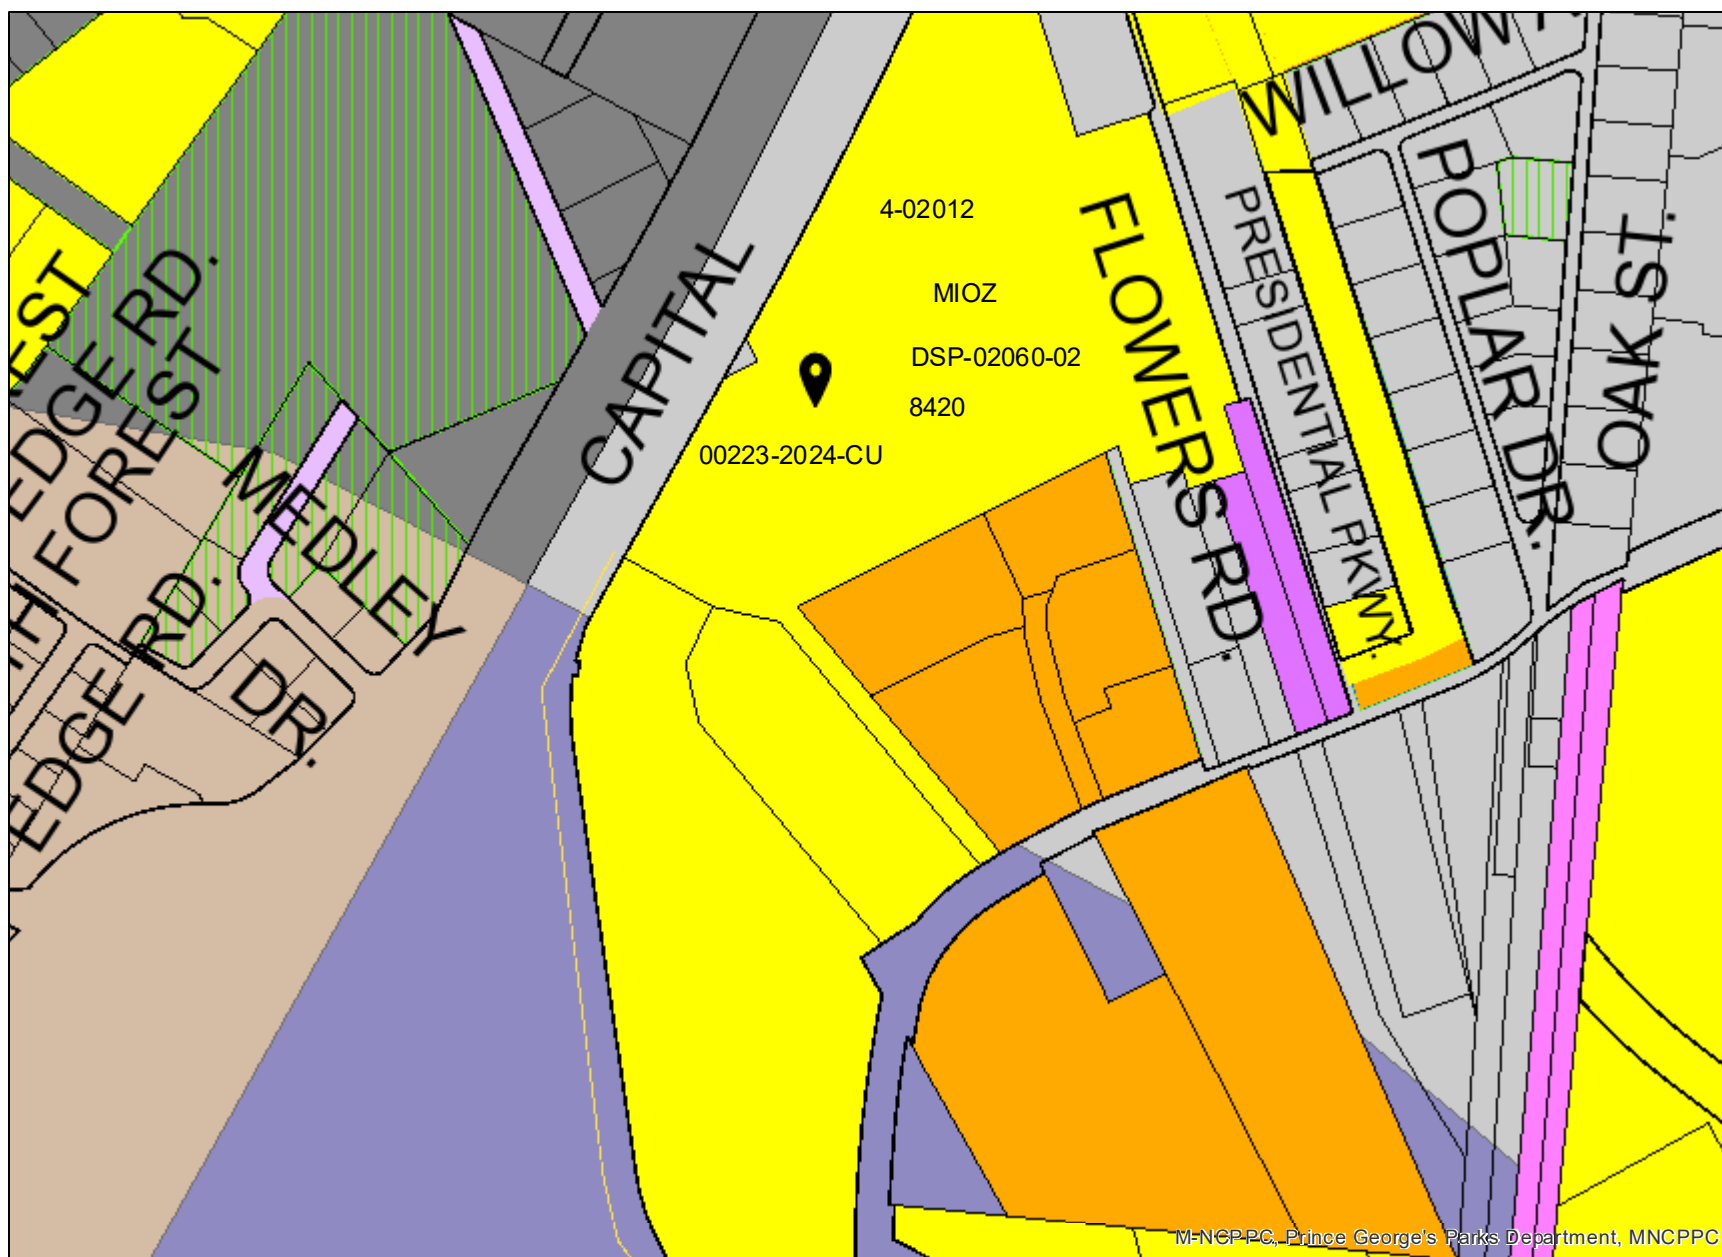 WILLOW
4-02012
MIOZ
DSP-02060-02
8420
00223-2024-CU
CAPITAL
FLOWERS RD.
PRESIDENTIAL PKWY.
POPLAR DR.
OAK ST.
EDGE RD.
FOREST
MEDLEY
DR.
EDGE RD.
M-NCPPC, Prince George's Parks Department, MNCPPC